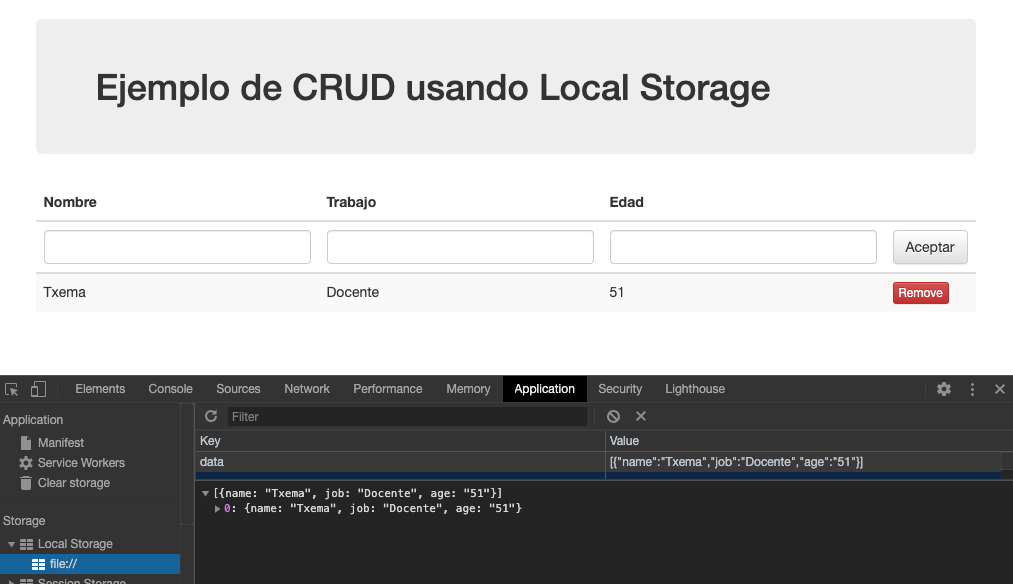 Ejemplo de CRUD usando Local Storage
Nombre Trabajo Edad
Aceptar
Txema Docente 51 Remove
Elements Console Sources Network Performance Memory Application Security Lighthouse
Application
Manifest
Service Workers
Clear storage
Storage
Local Storage
file://
Session Storage
Filter
Key Value
data [{"name":"Txema","job":"Docente","age":"51"}]
[{name: "Txema", job: "Docente", age: "51"}]
0: {name: "Txema", job: "Docente", age: "51"}